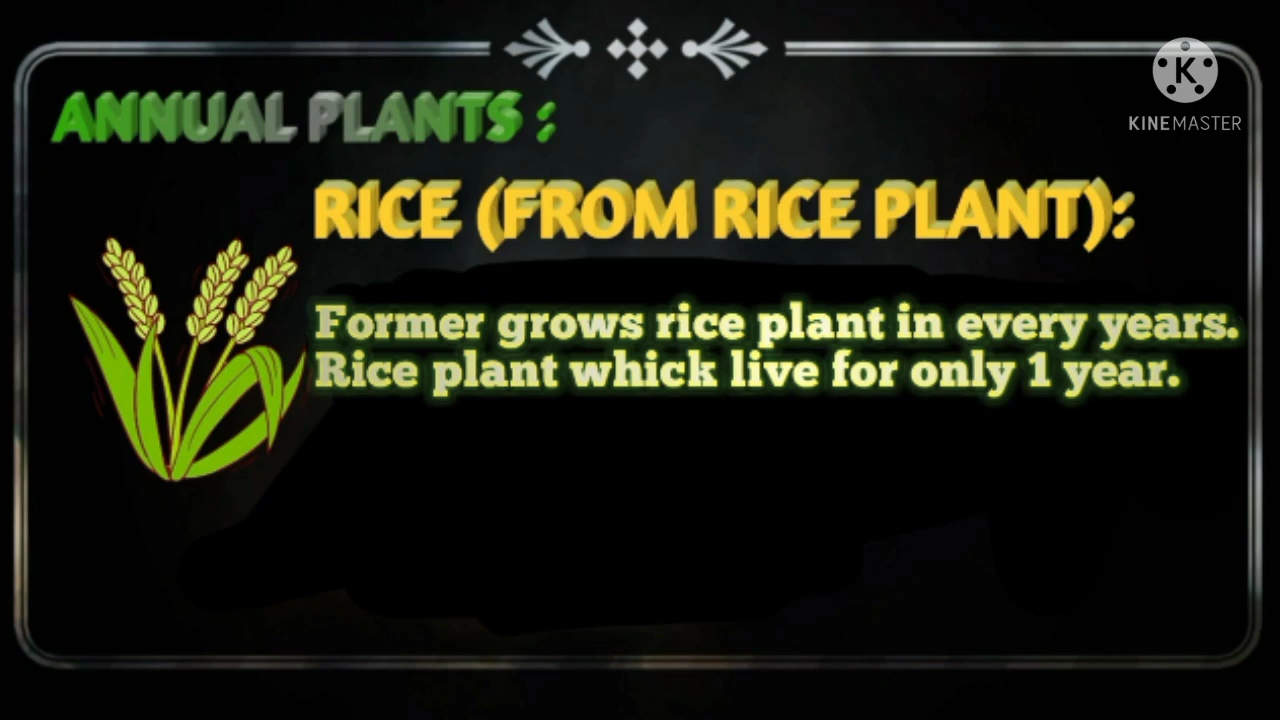 K
KINEMASTER
ANNUAL PLANTS :
RICE (FROM RICE PLANT):
Former grows rice plant in every years.
Rice plant whick live for only 1 year.